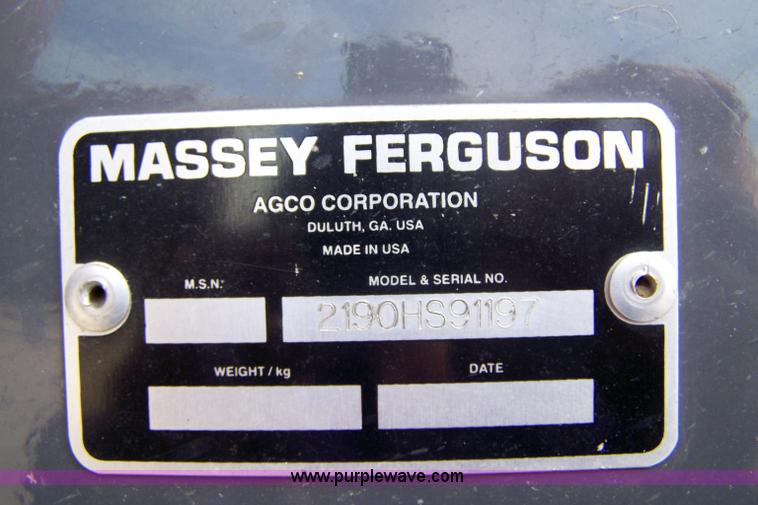 MASSEY FERGUSON
AGCO CORPORATION
DULUTH, GA. USA
MADE IN USA
M.S.N. MODEL & SERIAL NO.
2190HS91197
WEIGHT / kg DATE
www.purplewave.com